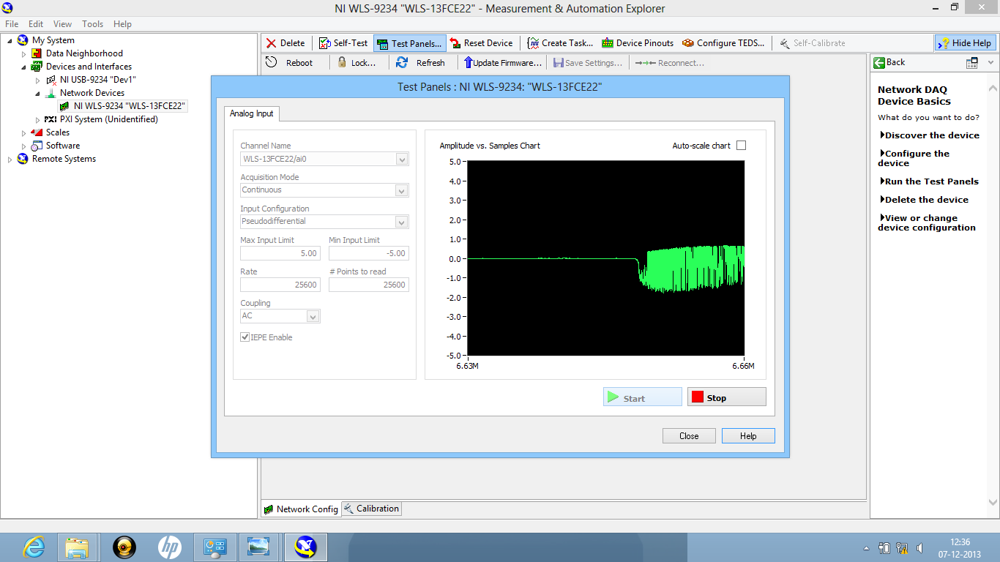 NI WLS-9234 "WLS-13FCE22" - Measurement & Automation Explorer
File Edit View Tools Help
My System
Data Neighborhood
Devices and Interfaces
NI USB-9234 "Dev1"
Network Devices
NI WLS-9234 "WLS-13FCE22"
PXI PXI System (Unidentified)
Scales
Software
Remote Systems
Delete Self-Test Test Panels... Reset Device Create Task... Device Pinouts Configure TEDS... Self-Calibrate Hide Help
Reboot Lock... Refresh Update Firmware... Save Settings... Reconnect...
Test Panels : NI WLS-9234: "WLS-13FCE22"
Analog Input
Channel Name
WLS-13FCE22/ai0
Acquisition Mode
Continuous
Input Configuration
Pseudodifferential
Max Input Limit Min Input Limit
5.00 -5.00
Rate # Points to read
25600 25600
Coupling
AC
IEPE Enable
Amplitude vs. Samples Chart Auto-scale chart
5.0
4.0
3.0
2.0
1.0
0.0
-1.0
-2.0
-3.0
-4.0
-5.0
6.63M 6.66M
Start Stop
Close Help
Network Config Calibration
Back
Network DAQ
Device Basics
What do you want to do?
Discover the device
Configure the
device
Run the Test Panels
Delete the device
View or change
device configuration
hp
12:36
07-12-2013